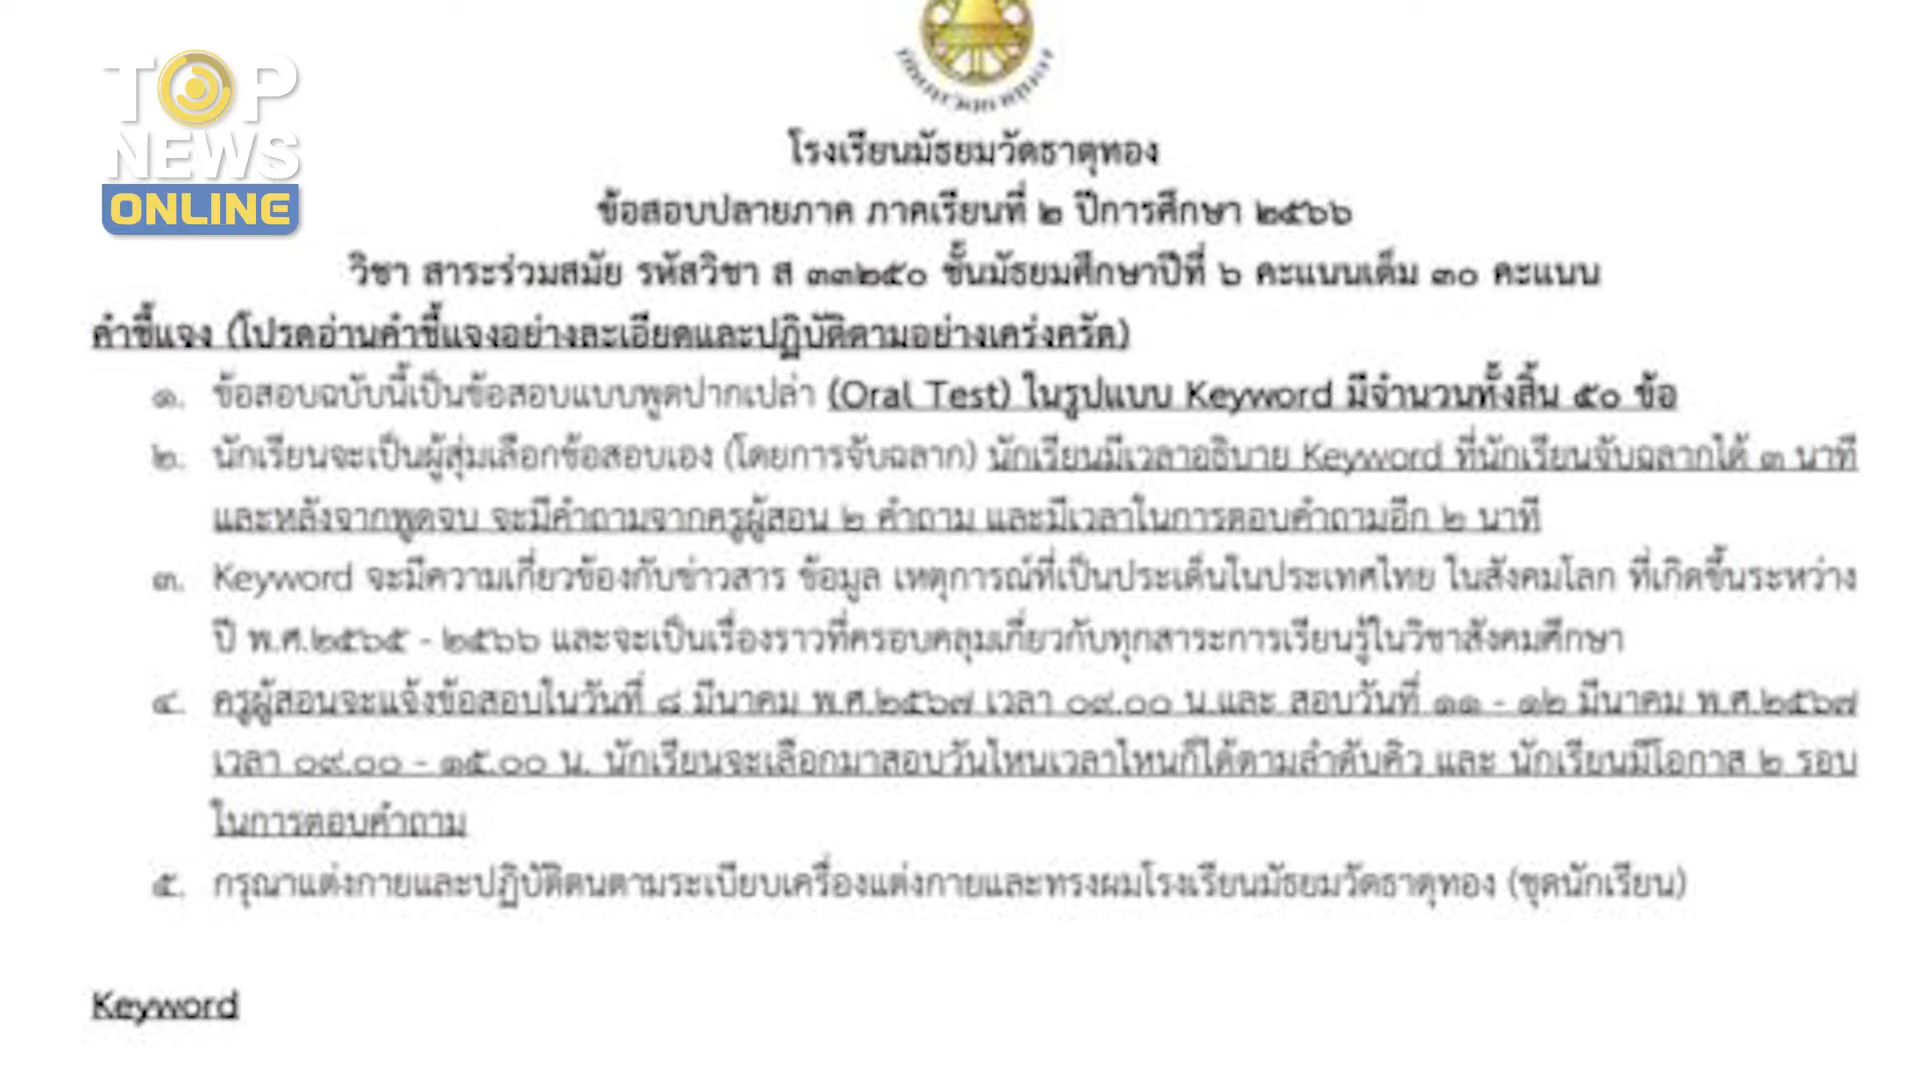 TOP
NEWS
ONLINE
โรงเรียนมัธยมวัดธาตุทอง
ข้อสอบปลายภาค ภาคเรียนที่ ๒ ปีการศึกษา ๒๕๖๖
วิชา สาระร่วมสมัย รหัสวิชา ส ๓๓๒๕๐ ชั้นมัธยมศึกษาปีที่ ๖ คะแนนเต็ม ๓๐ คะแนน
คำชี้แจง (โปรดอ่านคำชี้แจงอย่างละเอียดและปฏิบัติตามอย่างเคร่งครัด)
๑. ข้อสอบฉบับนี้เป็นข้อสอบแบบพูดปากเปล่า (Oral Test) ในรูปแบบ Keyword มีจำนวนทั้งสิ้น ๕๐ ข้อ
๒. นักเรียนจะเป็นผู้สุ่มเลือกข้อสอบเอง (โดยการจับฉลาก) นักเรียนมีเวลาอธิบาย Keyword ที่นักเรียนจับฉลากได้ ๓ นาที
และหลังจากพูดจบ จะมีคำถามจากครูผู้สอน ๒ คำถาม และมีเวลาในการตอบคำถามอีก ๒ นาที
๓. Keyword จะมีความเกี่ยวข้องกับข่าวสาร ข้อมูล เหตุการณ์ที่เป็นประเด็นในประเทศไทย ในสังคมโลก ที่เกิดขึ้นระหว่าง
ปี พ.ศ.๒๕๖๕ - ๒๕๖๖ และจะเป็นเรื่องราวที่ครอบคลุมเกี่ยวกับทุกสาระการเรียนรู้ในวิชาสังคมศึกษา
๔. ครูผู้สอนจะแจ้งข้อสอบในวันที่ ๘ มีนาคม พ.ศ.๒๕๖๗ เวลา ๐๙.๐๐ น.และ สอบวันที่ ๑๑ - ๑๒ มีนาคม พ.ศ.๒๕๖๗
เวลา ๐๙.๐๐ - ๑๕.๐๐ น. นักเรียนจะเลือกมาสอบวันไหนเวลาไหนก็ได้ตามลำดับคิว และ นักเรียนมีโอกาส ๒ รอบ
ในการตอบคำถาม
๕. กรุณาแต่งกายและปฏิบัติตนตามระเบียบเครื่องแต่งกายและทรงผมโรงเรียนมัธยมวัดธาตุทอง (ชุดนักเรียน)
Keyword